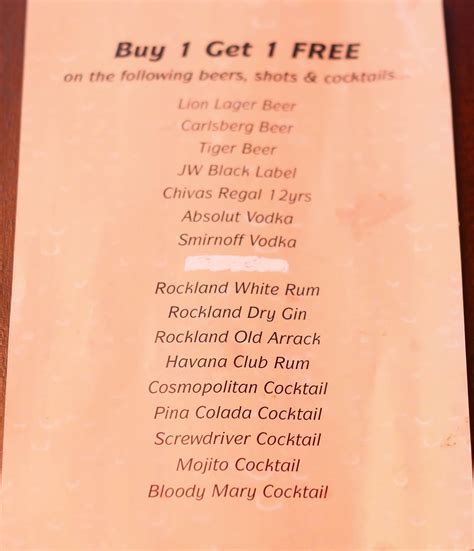 Buy 1 Get 1 FREE
on the following beers, shots & cocktails...
Lion Lager Beer
Carlsberg Beer
Tiger Beer
JW Black Label
Chivas Regal 12yrs
Absolut Vodka
Smirnoff Vodka
Rockland White Rum
Rockland Dry Gin
Rockland Old Arrack
Havana Club Rum
Cosmopolitan Cocktail
Pina Colada Cocktail
Screwdriver Cocktail
Mojito Cocktail
Bloody Mary Cocktail